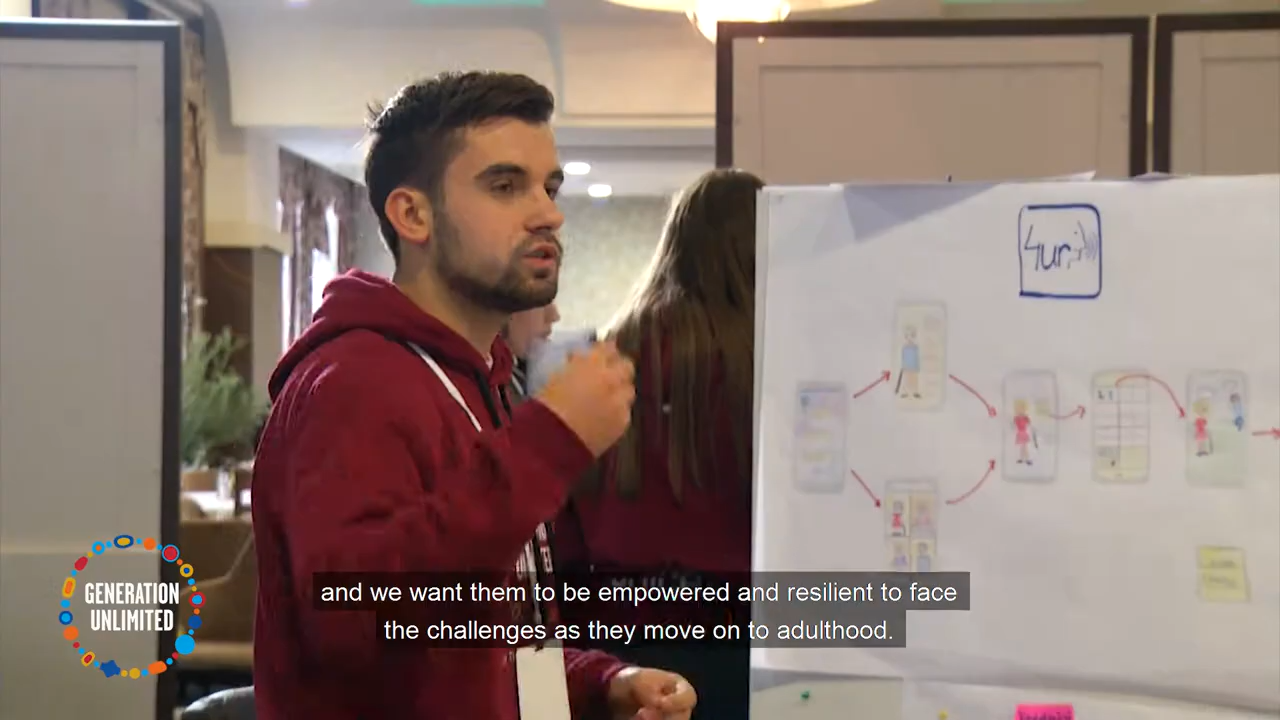 GENERATION
UNLIMITED
and we want them to be empowered and resilient to face
the challenges as they move on to adulthood.